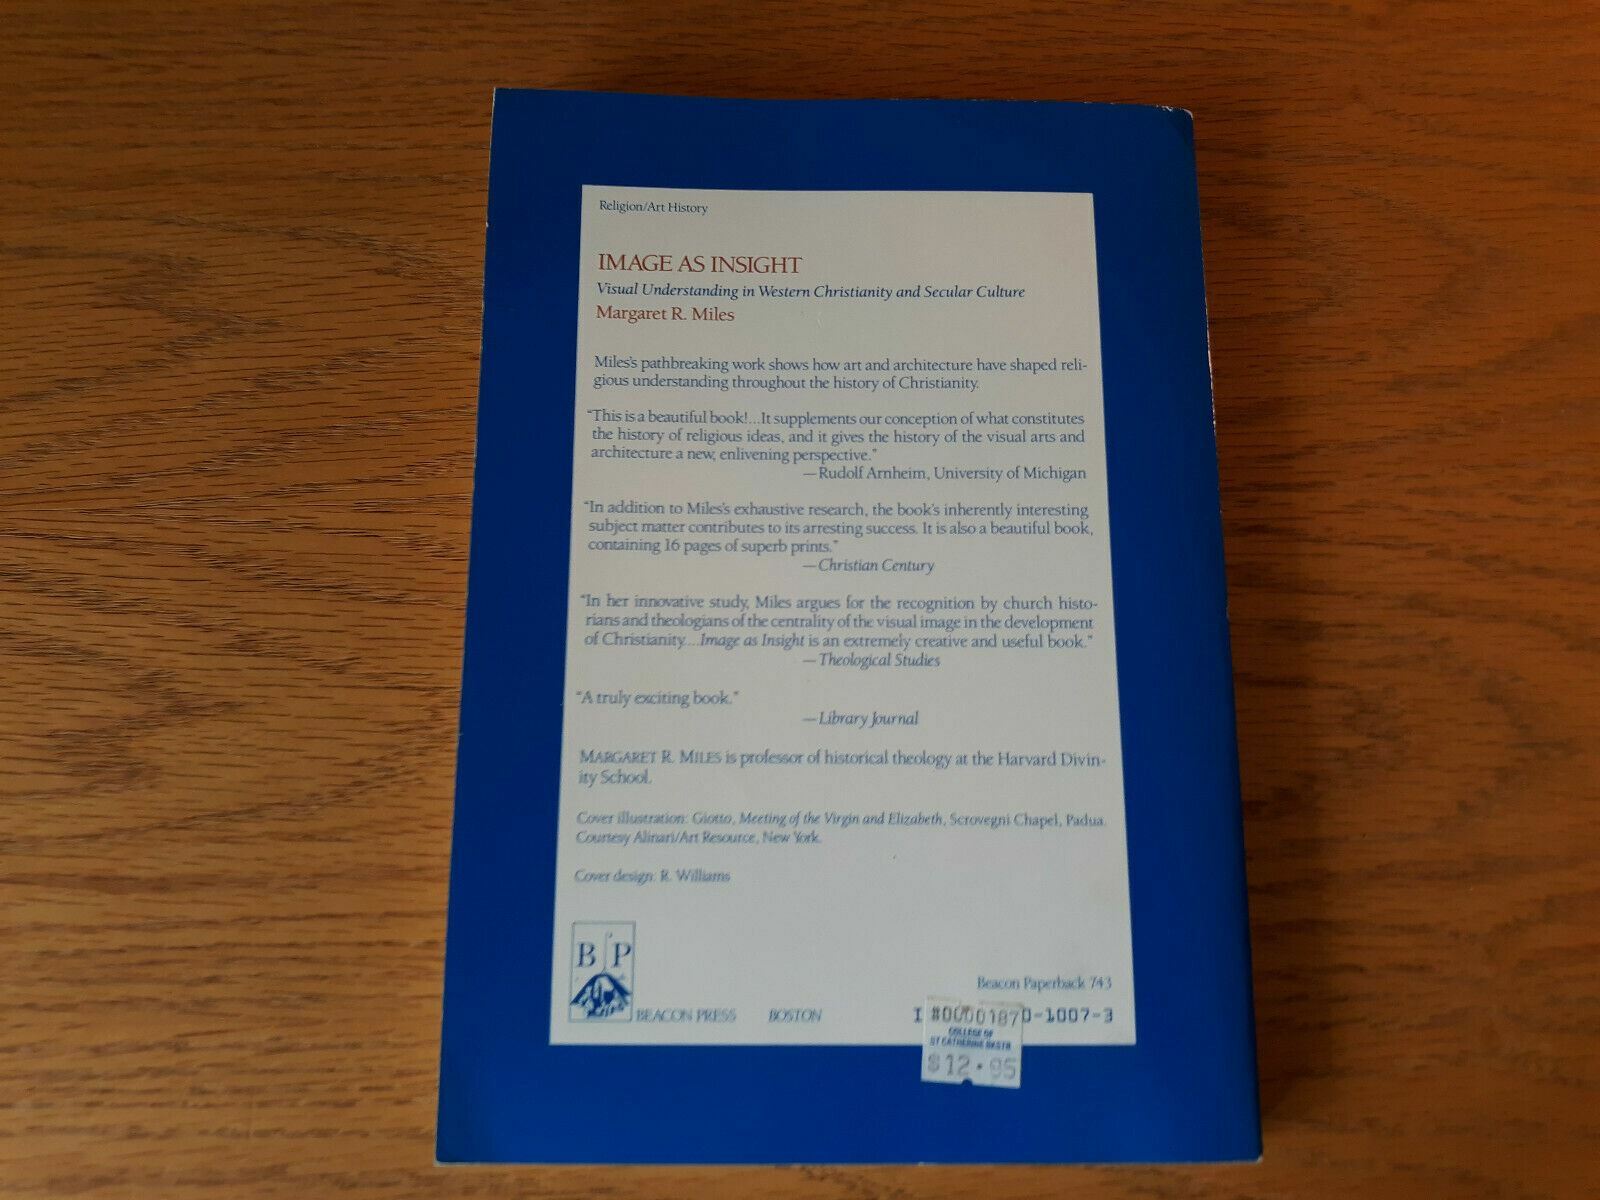 Religion/Art History
IMAGE AS INSIGHT
Visual Understanding in Western Christianity and Secular Culture
Margaret R. Miles
Miles's pathbreaking work shows how art and architecture have shaped reli-
gious understanding throughout the history of Christianity.
"This is a beautiful book!...It supplements our conception of what constitutes
the history of religious ideas, and it gives the history of the visual arts and
architecture a new, enlivening perspective."
—Rudolf Arnheim, University of Michigan
"In addition to Miles's exhaustive research, the book's inherently interesting
subject matter contributes to its arresting success. It is also a beautiful book,
containing 16 pages of superb prints."
—Christian Century
"In her innovative study, Miles argues for the recognition by church histo-
rians and theologians of the centrality of the visual image in the development
of Christianity....Image as Insight is an extremely creative and useful book."
—Theological Studies
"A truly exciting book."
—Library Journal
MARGARET R. MILES is professor of historical theology at the Harvard Divin-
ity School.
Cover illustration: Giotto, Meeting of the Virgin and Elizabeth, Scrovegni Chapel, Padua.
Courtesy Alinari/Art Resource, New York.
Cover design: R. Williams
B P
BEACON PRESS BOSTON
Beacon Paperback 743
I 0-1007-3
#0000187
COLLEGE OF
ST CATHERINE BKSTR
$12.95